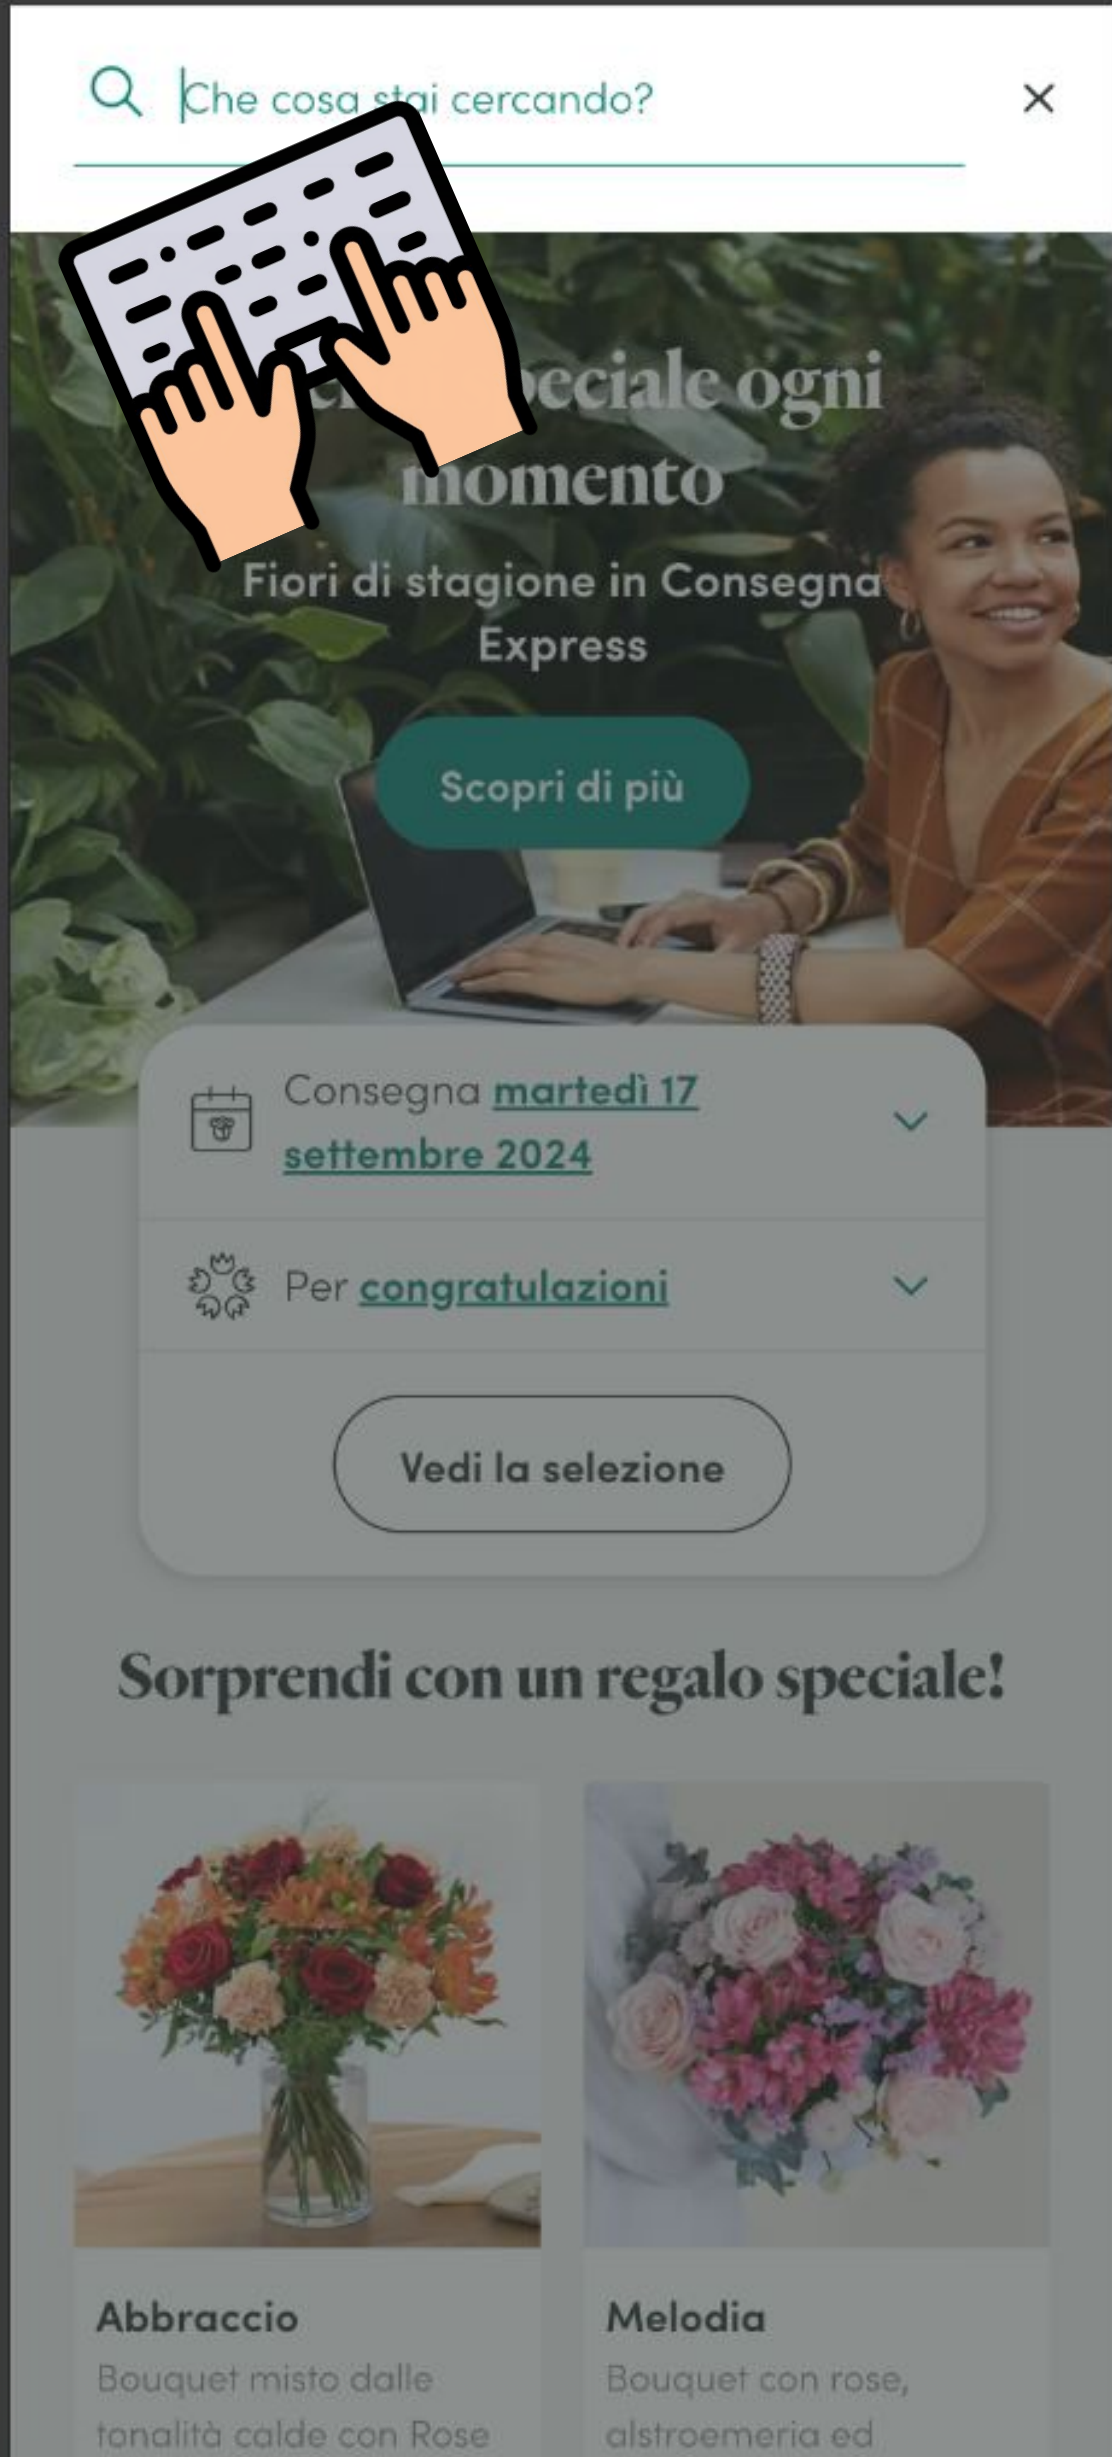 Che cosa stai cercando?
speciale ogni
momento
Fiori di stagione in Consegna
Express
Scopri di più
Consegna martedì 17
settembre 2024
Per congratulazioni
Vedi la selezione
Sorprendi con un regalo speciale!
Abbraccio
Bouquet misto dalle
tonalità calde con Rose
Melodia
Bouquet con rose,
alstroemeria ed